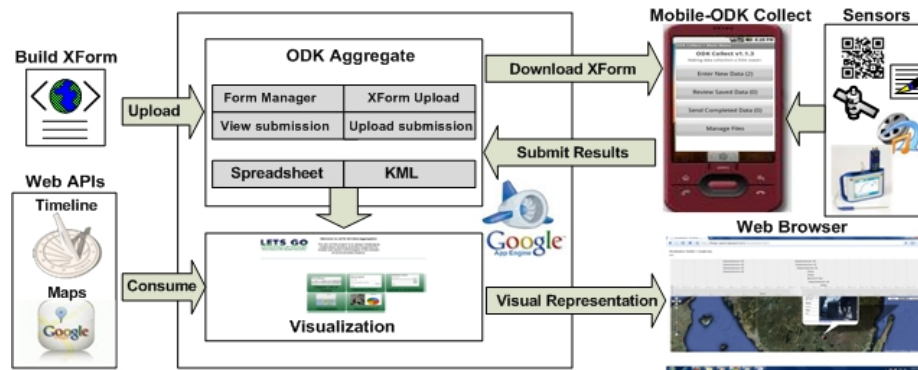 Build XForm
Upload
Web APIs
Timeline
Maps
Google
Consume
ODK Aggregate
Form Manager
XForm Upload
View submission
Upload submission
Spreadsheet
KML
LETS GO
Visualization
Google
App Engine
Download XForm
Submit Results
Visual Representation
Mobile-ODK Collect
ODK Collect v1.1.3
Enter New Data (2)
Review Saved Data (0)
Send Completed Data (0)
Manage Files
Sensors
Web Browser